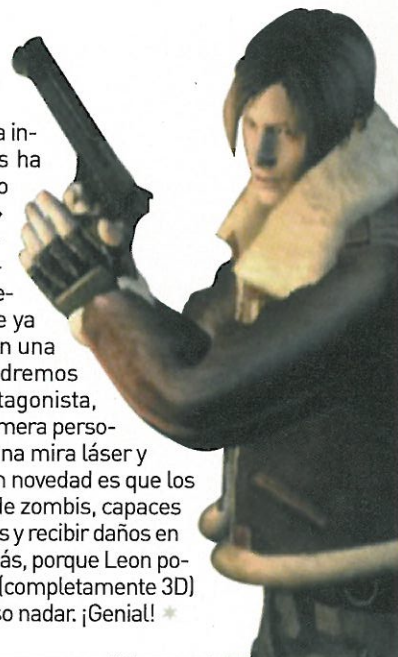 a in-
s ha
o
-
e-
e ya
n una
dremos
tagonista,
mera perso-
na mira láser y
n novedad es que los
de zombis, capaces
s y recibir daños en
ás, porque Leon po-
(completamente 3D)
so nadar. ¡Genial! *